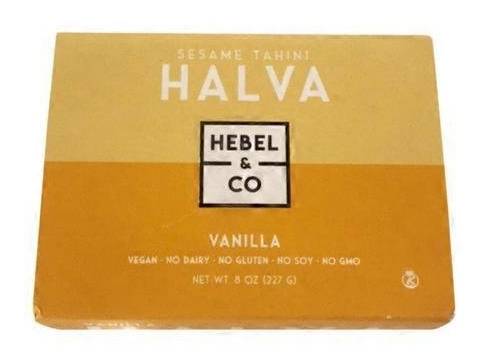 SESAME TAHINI
HALVA
HEBEL
&
CO
VANILLA
VEGAN · NO DAIRY · NO GLUTEN · NO SOY · NO GMO
NET WT. 8 OZ (227 G)
VANILLA